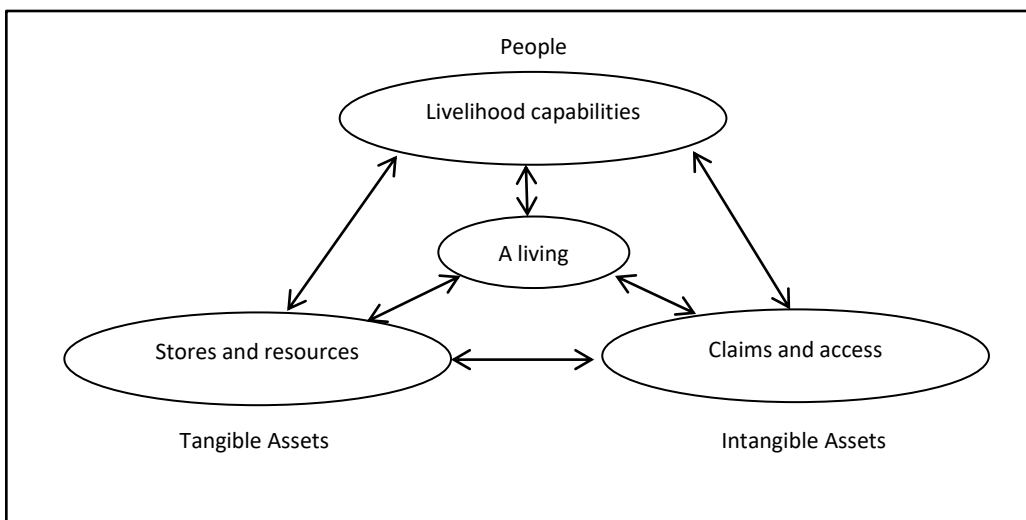 People
Livelihood capabilities
A living
Stores and resources
Claims and access
Tangible Assets
Intangible Assets